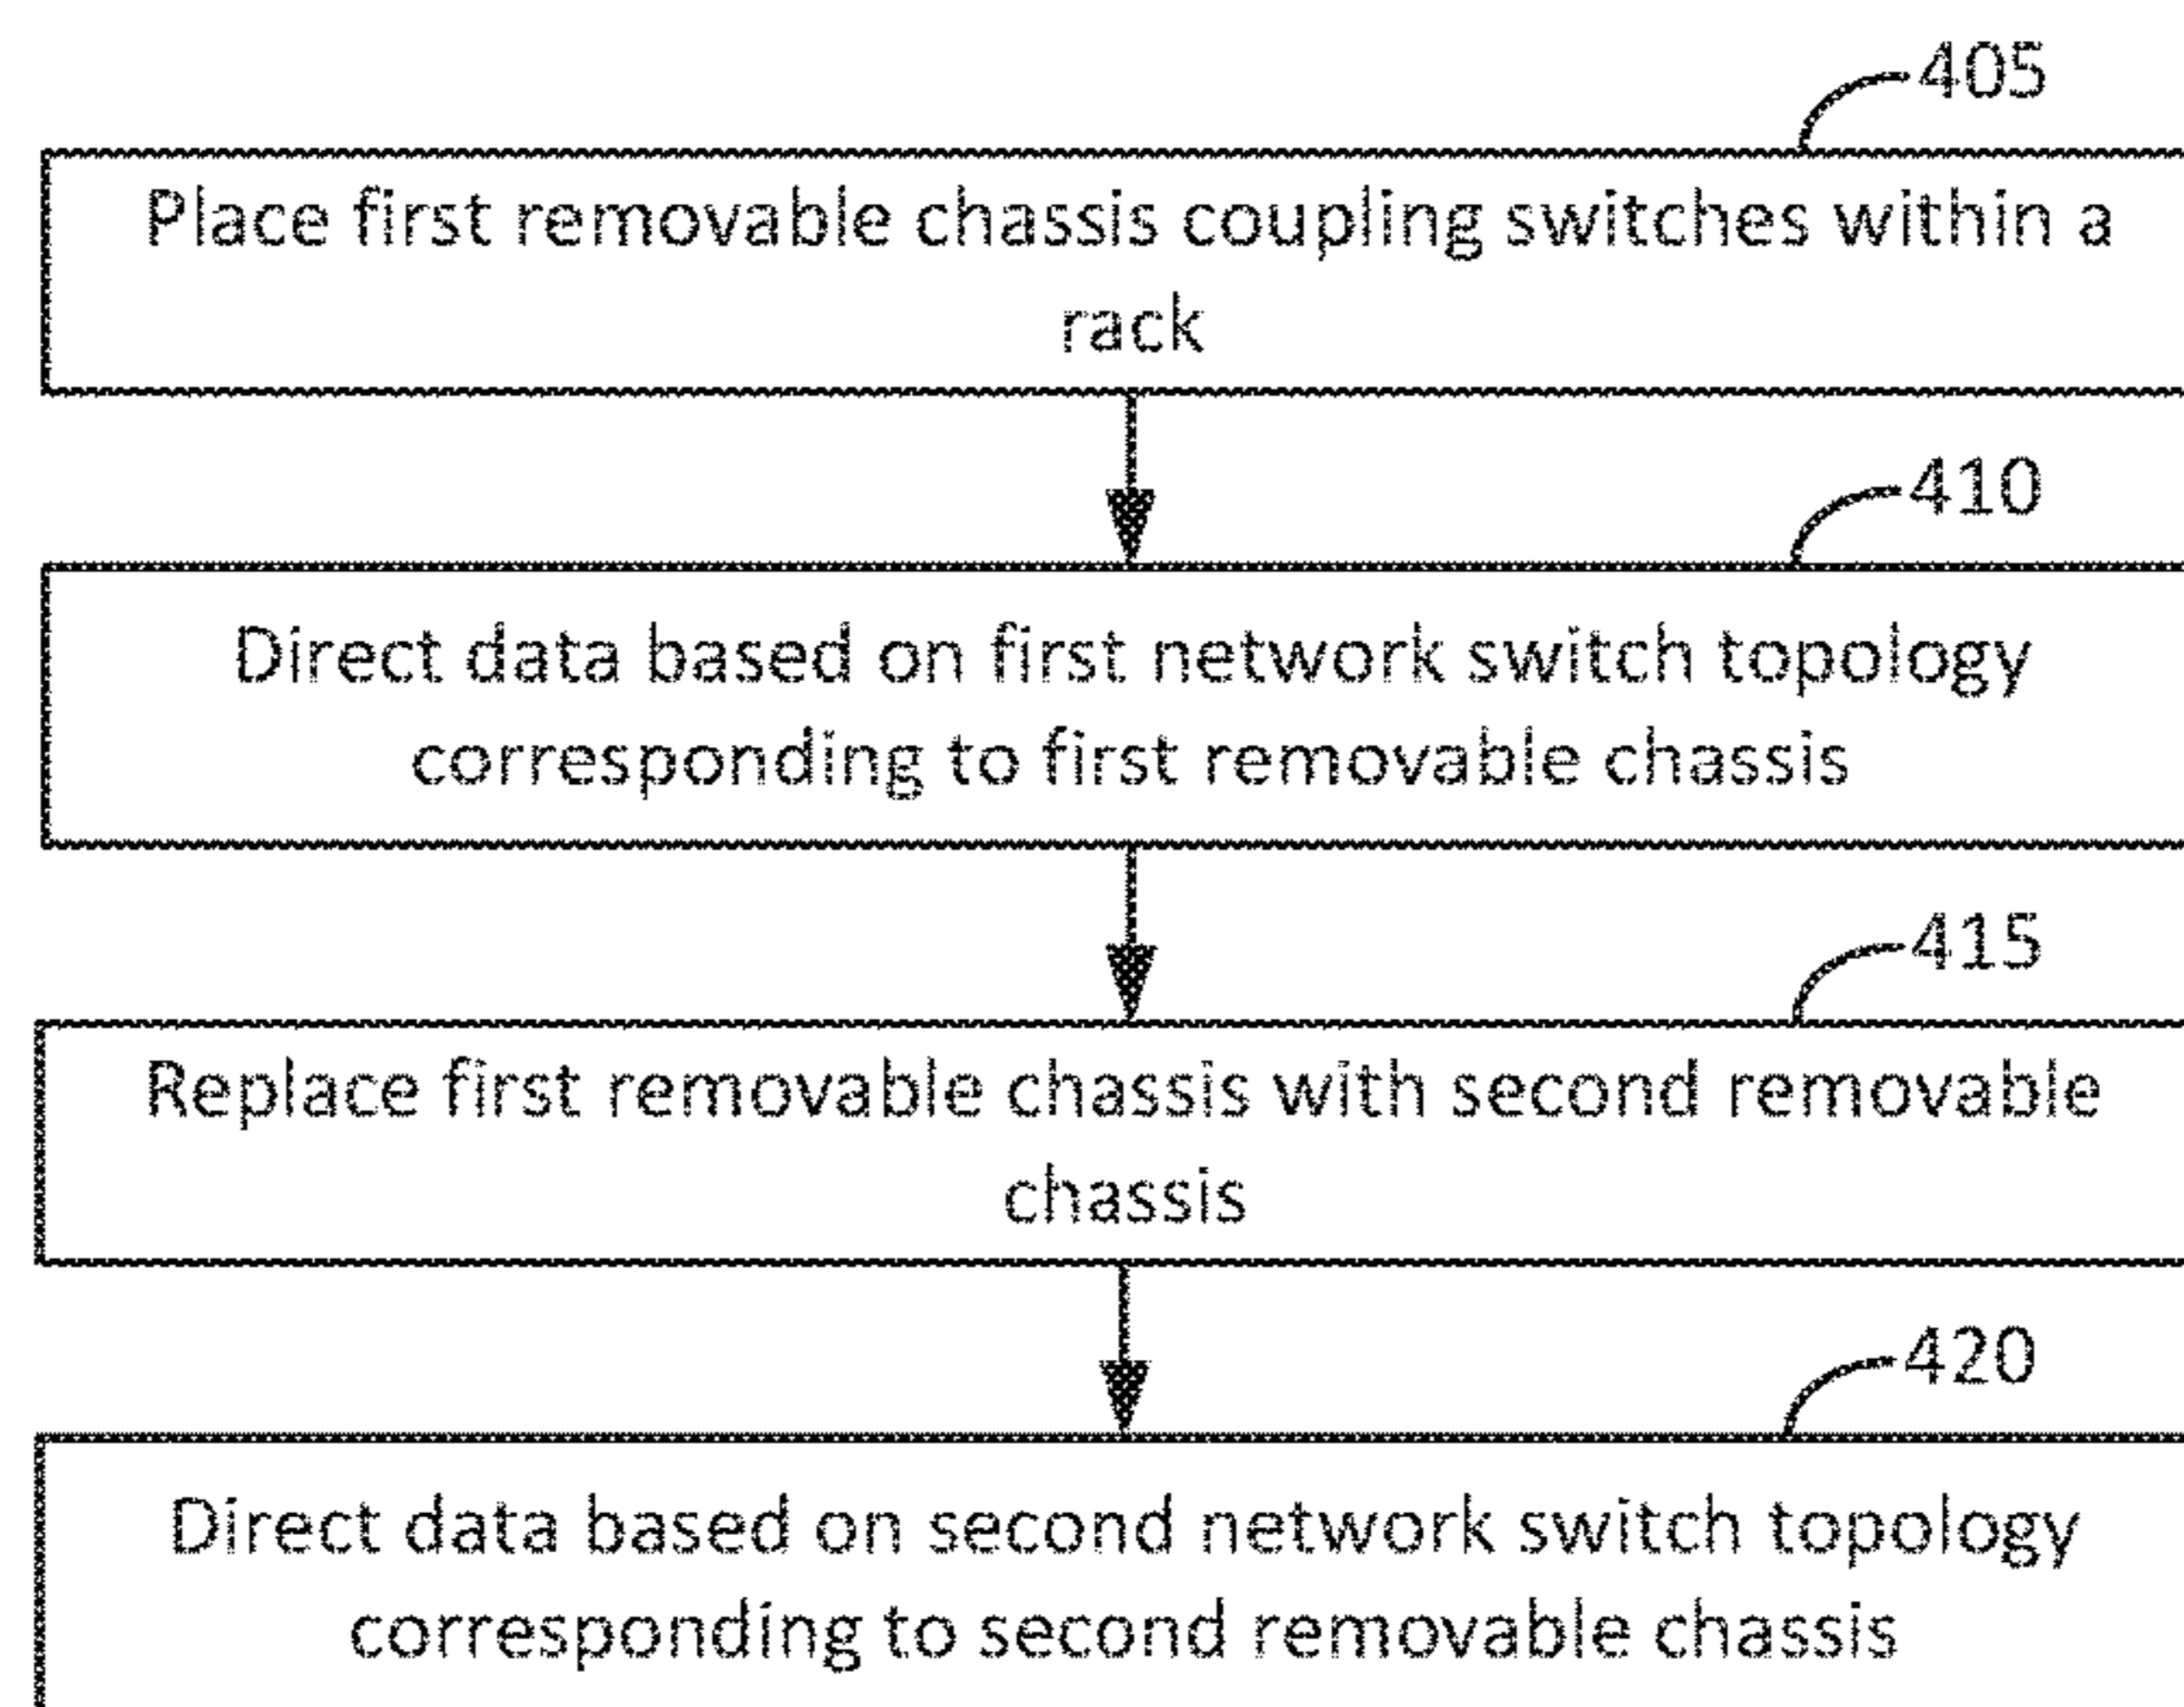 405
Place first removable chassis coupling switches within a
rack
410
Direct data based on first network switch topology
corresponding to first removable chassis
415
Replace first removable chassis with second removable
chassis
420
Direct data based on second network switch topology
corresponding to second removable chassis